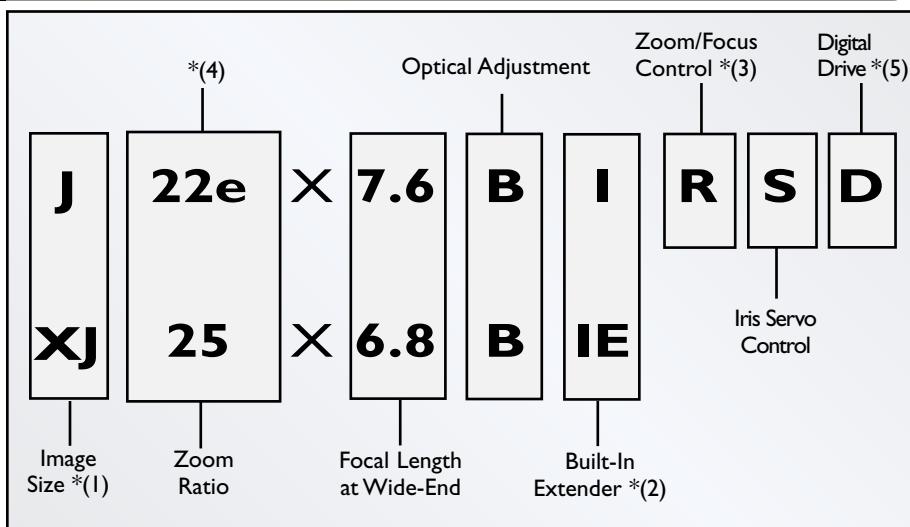 *(4)
Optical Adjustment
Zoom/Focus
Control *(3)
Digital
Drive *(5)
J 22e X 7.6 B I R S D
XJ 25 X 6.8 B IE
Iris Servo
Control
Image
Size *(1)
Zoom
Ratio
Focal Length
at Wide-End
Built-In
Extender *(2)